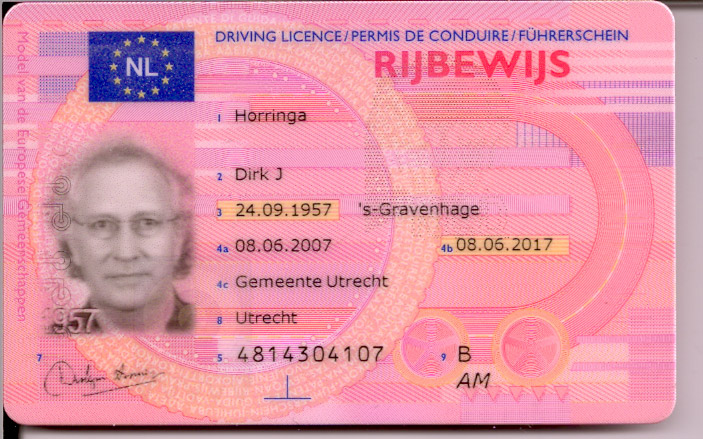 DRIVING LICENCE/PERMIS DE CONDUIRE/FÜHRERSCHEIN
NL
RIJBEWIJS
Model van de Europese Gemeenschappen
1 Horringa
2 Dirk J
3 24.09.1957 's-Gravenhage
4a 08.06.2007 4b 08.06.2017
4c Gemeente Utrecht
8 Utrecht
1957
5 4814304107 9 B
AM
7